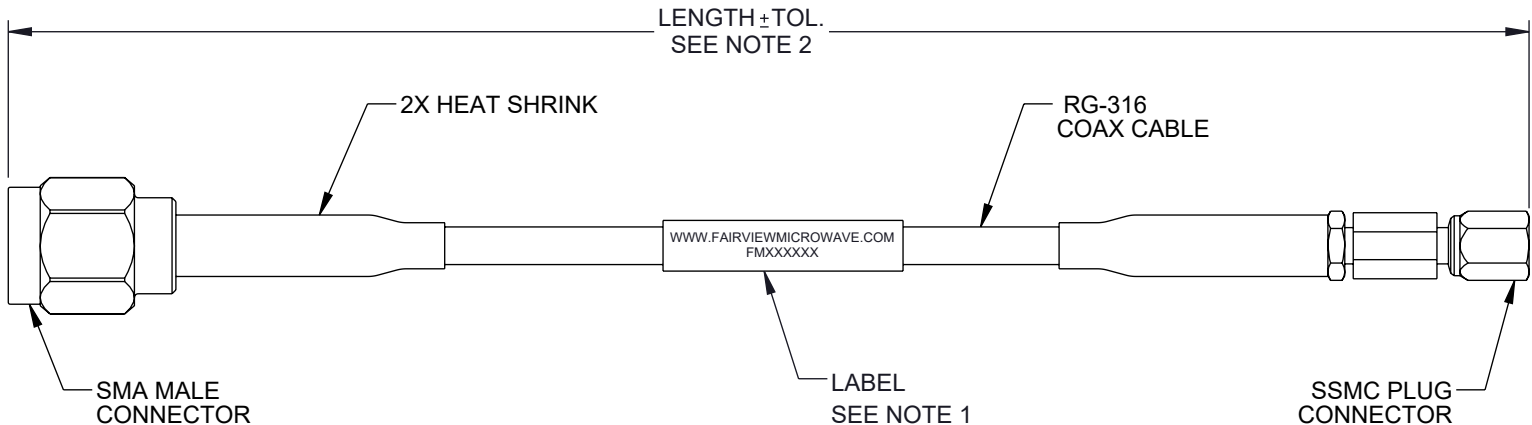 LENGTH ±TOL.
SEE NOTE 2
2X HEAT SHRINK
RG-316
COAX CABLE
WWW.FAIRVIEWMICROWAVE.COM
FMXXXXXX
SMA MALE
CONNECTOR
LABEL
SEE NOTE 1
SSMC PLUG
CONNECTOR